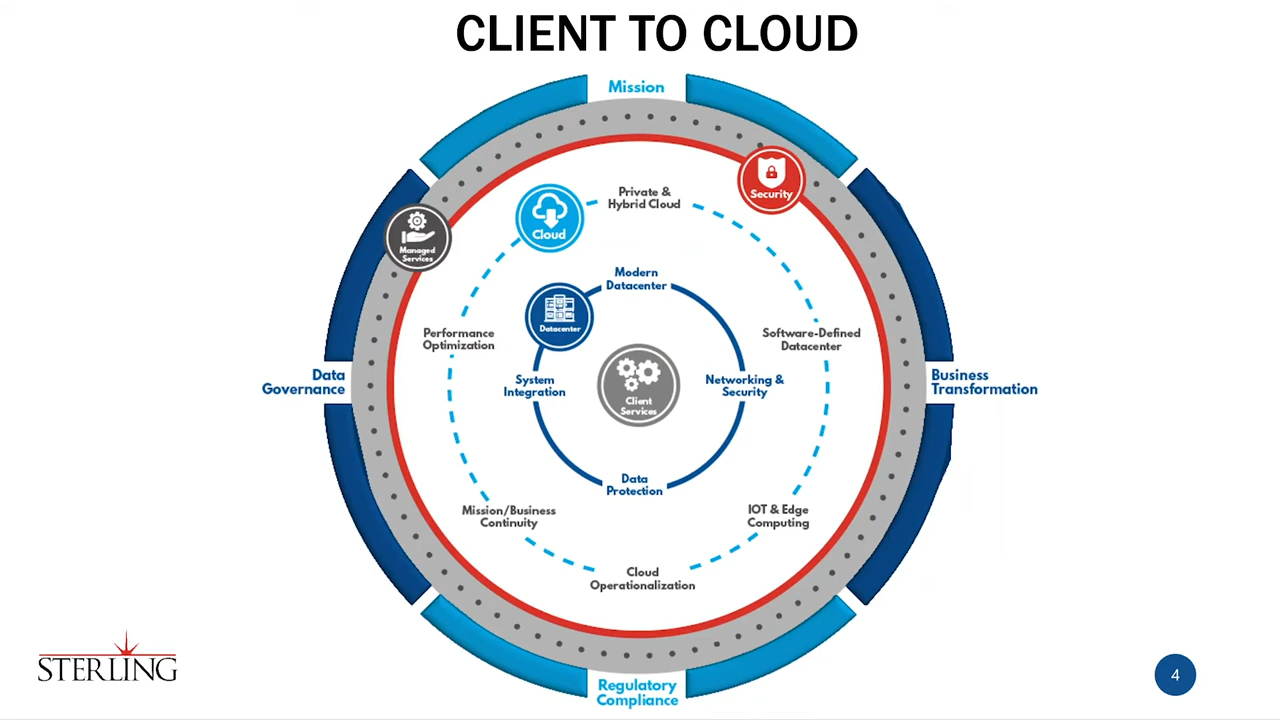 CLIENT TO CLOUD
Mission
Security
Private &
Hybrid Cloud
Cloud
Managed
Services
Modern
Datacenter
Datacenter
Performance
Optimization
Software-Defined
Datacenter
Data
Governance
System
Integration
Client
Services
Networking &
Security
Business
Transformation
Data
Protection
Mission/Business
Continuity
IOT & Edge
Computing
Cloud
Operationalization
STERLING
4
Regulatory
Compliance